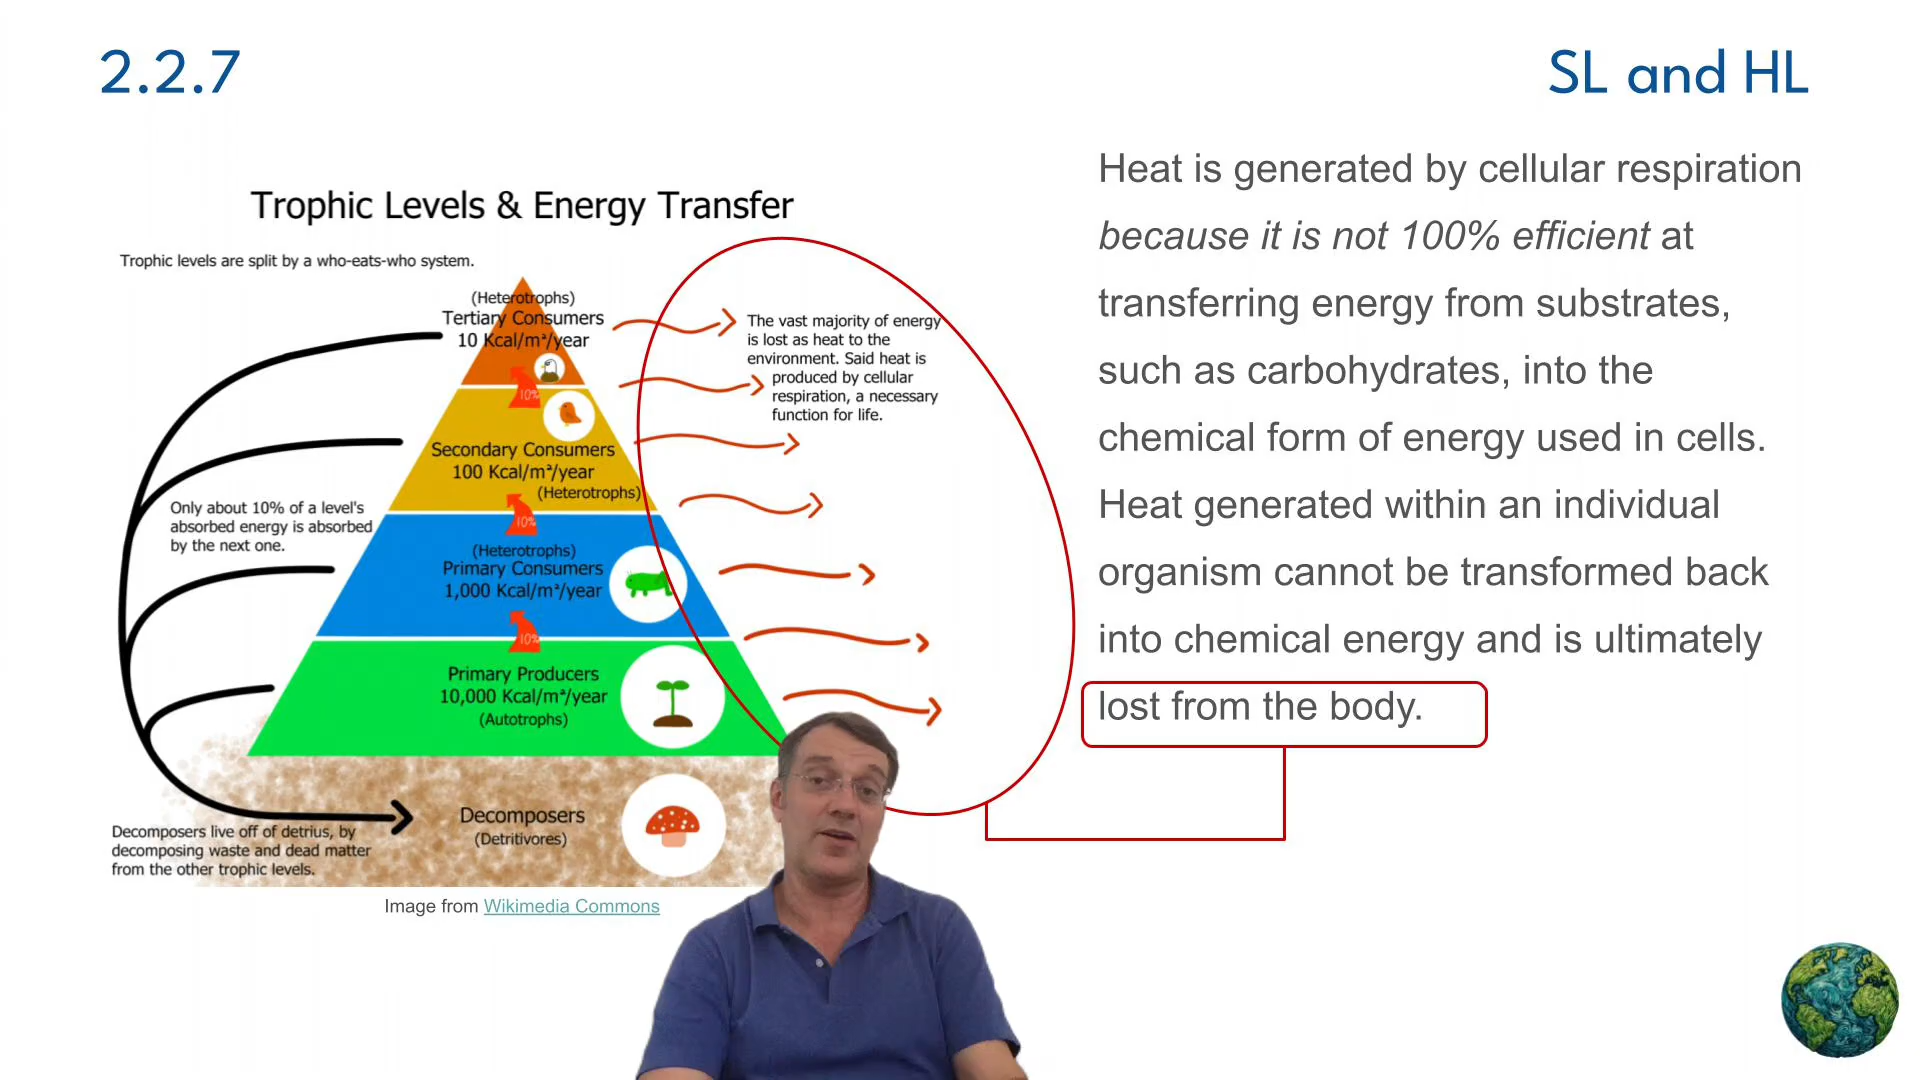 2.2.7
SL and HL
Trophic Levels & Energy Transfer
Trophic levels are split by a who-eats-who system.
(Heterotrophs)
Tertiary Consumers
10 Kcal/m²/year
10%
Secondary Consumers
100 Kcal/m²/year
(Heterotrophs)
10%
(Heterotrophs)
Primary Consumers
1,000 Kcal/m²/year
10%
Primary Producers
10,000 Kcal/m²/year
(Autotrophs)
Decomposers
(Detritivores)
The vast majority of energy
is lost as heat to the
environment. Said heat is
produced by cellular
respiration, a necessary
function for life.
Only about 10% of a level's
absorbed energy is absorbed
by the next one.
Decomposers live off of detrius, by
decomposing waste and dead matter
from the other trophic levels.
Image from Wikimedia Commons
Heat is generated by cellular respiration
because it is not 100% efficient at
transferring energy from substrates,
such as carbohydrates, into the
chemical form of energy used in cells.
Heat generated within an individual
organism cannot be transformed back
into chemical energy and is ultimately
lost from the body.